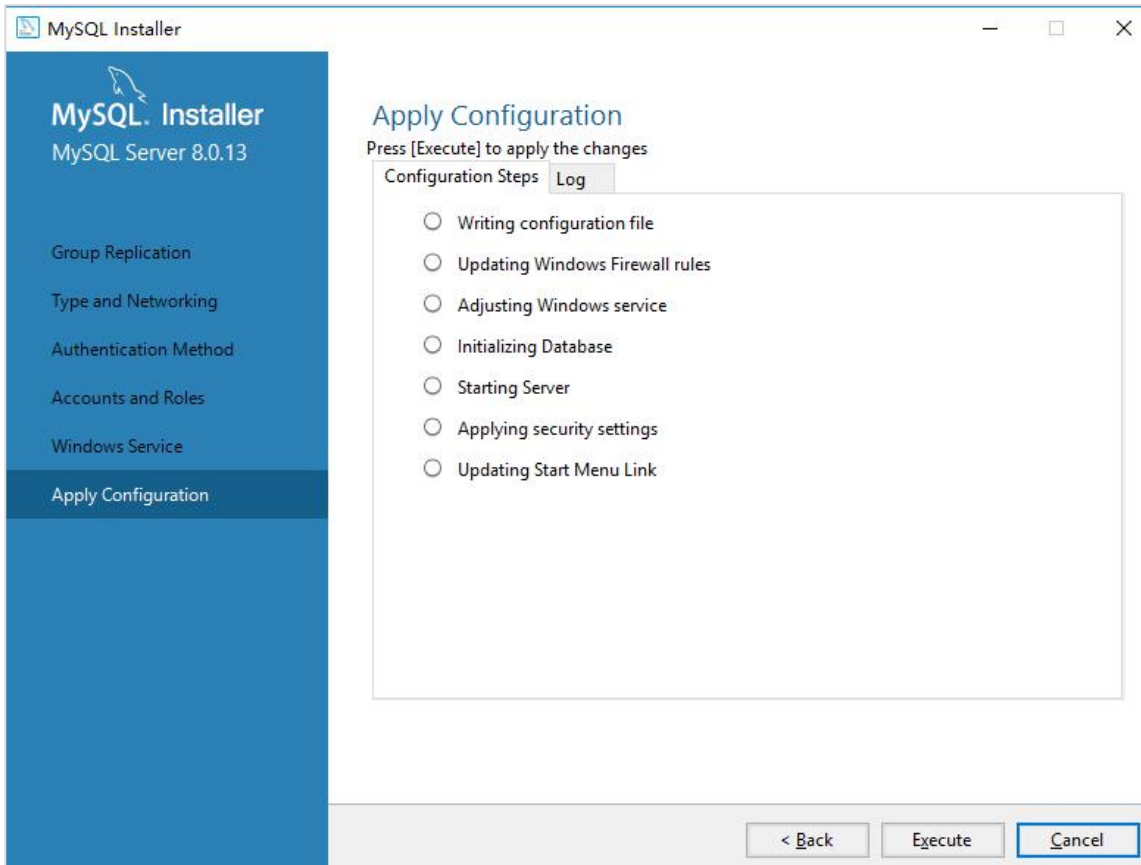 MySQL Installer
MySQL. Installer
MySQL Server 8.0.13
Group Replication
Type and Networking
Authentication Method
Accounts and Roles
Windows Service
Apply Configuration
Apply Configuration
Press [Execute] to apply the changes
Configuration Steps Log
Writing configuration file
Updating Windows Firewall rules
Adjusting Windows service
Initializing Database
Starting Server
Applying security settings
Updating Start Menu Link
< Back Execute Cancel